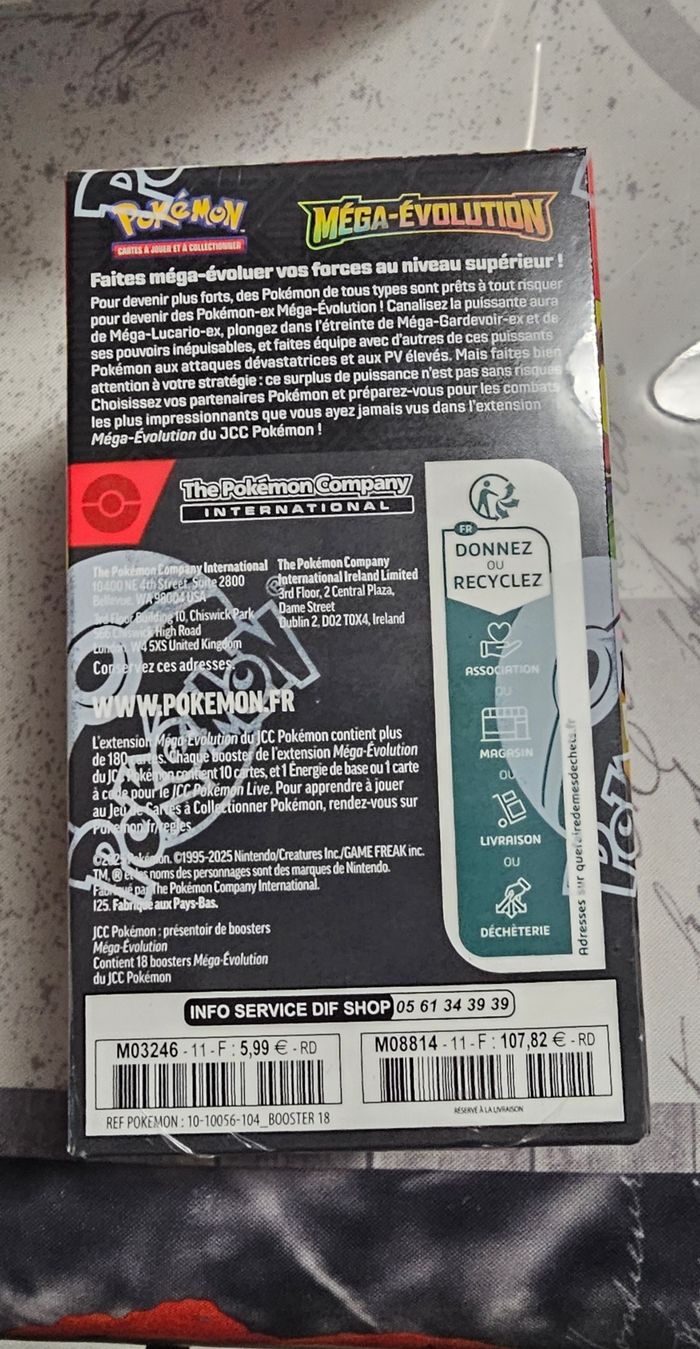 POKéMON
CARTES À JOUER ET À COLLECTIONNER
MÉGA-ÉVOLUTION
Faites méga-évoluer vos forces au niveau supérieur !
Pour devenir plus forts, des Pokémon de tous types sont prêts à tout risquer
pour devenir des Pokémon-ex Méga-Évolution ! Canalisez la puissante aura
de Méga-Lucario-ex, plongez dans l'étreinte de Méga-Gardevoir-ex et de
ses pouvoirs inépuisables, et faites équipe avec d'autres de ces puissants
Pokémon aux attaques dévastatrices et aux PV élevés. Mais faites bien
attention à votre stratégie : ce surplus de puissance n'est pas sans risques
Choisissez vos partenaires Pokémon et préparez-vous pour les combats
les plus impressionnants que vous ayez jamais vus dans l'extension
Méga-Évolution du JCC Pokémon !
The Pokémon Company
INTERNATIONAL
The Pokémon Company International
10400 NE 4th Street, Suite 2800
Bellevue, WA 98004 USA
3rd Floor Building 10, Chiswick Park
566 Chiswick High Road
London, W4 5XS United Kingdom
Conservez ces adresses.
The Pokémon Company
International Ireland Limited
3rd Floor, 2 Central Plaza,
Dame Street
Dublin 2, D02 T0X4, Ireland
WWW.POKEMON.FR
L'extension Méga-Évolution du JCC Pokémon contient plus
de 180 cartes. Chaque booster de l'extension Méga-Évolution
du JCC Pokémon contient 10 cartes, et 1 Énergie de base ou 1 carte
à code pour le JCC Pokémon Live. Pour apprendre à jouer
au Jeu de Cartes à Collectionner Pokémon, rendez-vous sur
Pokemon.fr/regles.
©2025 Pokémon. ©1995-2025 Nintendo/Creatures Inc./GAME FREAK inc.
TM, ® et les noms des personnages sont des marques de Nintendo.
Fabriqué par The Pokémon Company International.
125. Fabriqué aux Pays-Bas.
JCC Pokémon : présentoir de boosters
Méga-Évolution
Contient 18 boosters Méga-Évolution
du JCC Pokémon
FR
DONNEZ
OU
RECYCLEZ
ASSOCIATION
OU
MAGASIN
OU
LIVRAISON
OU
DÉCHÈTERIE
Adresses sur quefairedemesdechets.fr
INFO SERVICE DIF SHOP 05 61 34 39 39
M03246 - 11 - F : 5,99 € - RD
REF POKEMON : 10-10056-104_BOOSTER 18
M08814 - 11 - F : 107,82 € - RD
RÉSERVÉ À LA LIVRAISON
POKéMON